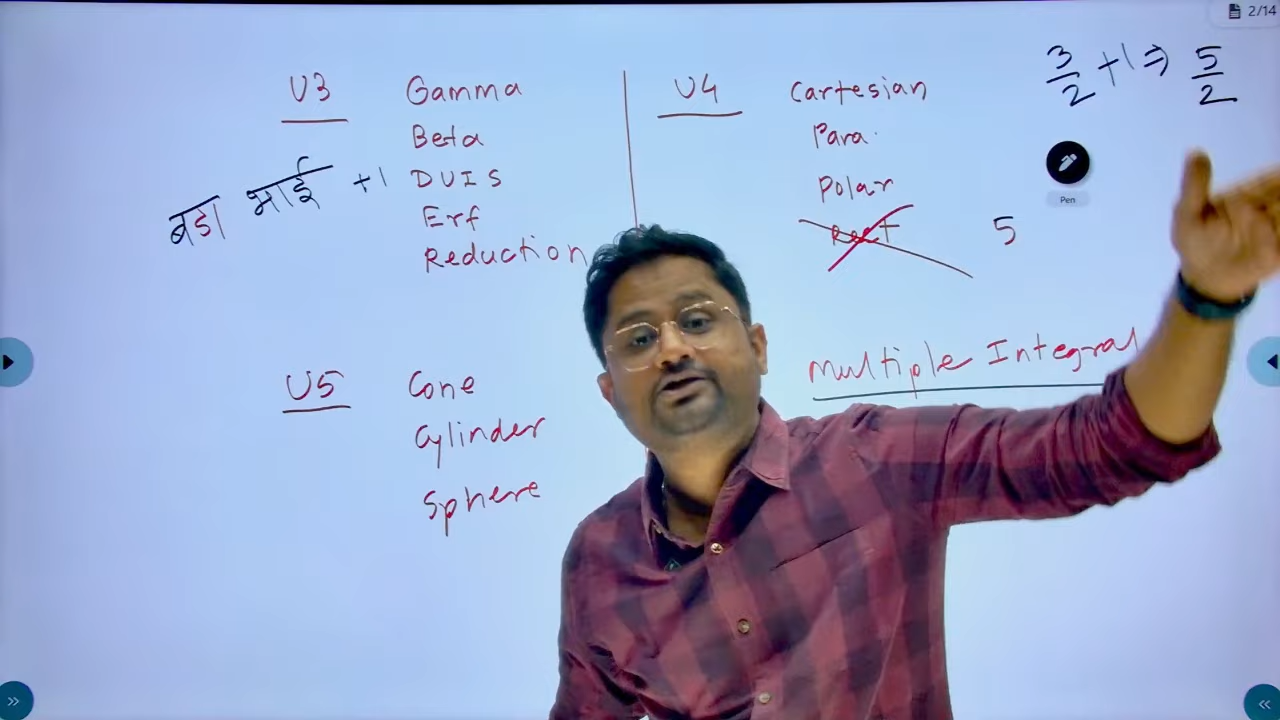 2/14
U3 Gamma
Beta
बडा भाई +1 DUIS
Erf
Reduction
U4 Cartesian
Para.
Polar
Rect 5
3/2 + 1 ⇒ 5/2
Pen
U5 Cone
Cylinder
Sphere
Multiple Integral